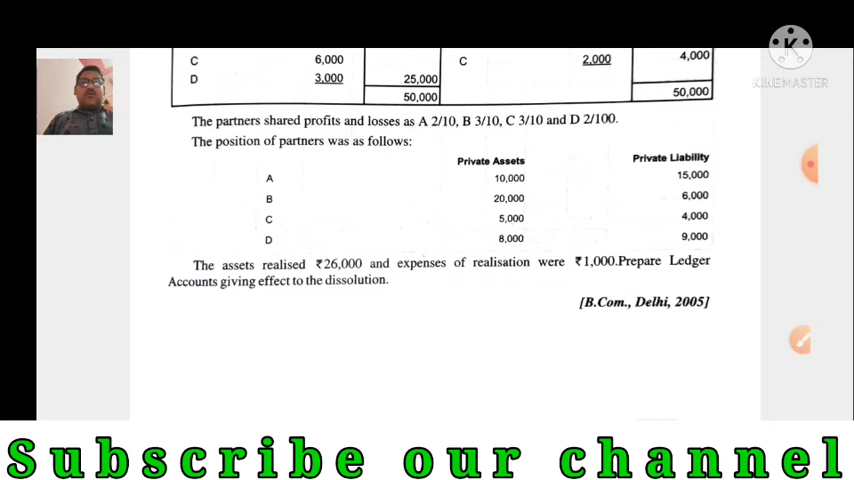 C 6,000 C 2,000 4,000
D 3,000 25,000
50,000 50,000
The partners shared profits and losses as A 2/10, B 3/10, C 3/10 and D 2/100.
The position of partners was as follows:
Private Assets Private Liability
A 10,000 15,000
B 20,000 6,000
C 5,000 4,000
D 8,000 9,000
The assets realised ₹26,000 and expenses of realisation were ₹1,000.Prepare Ledger
Accounts giving effect to the dissolution.
[B.Com., Delhi, 2005]
K
KINEMASTER
Subscribe our channel